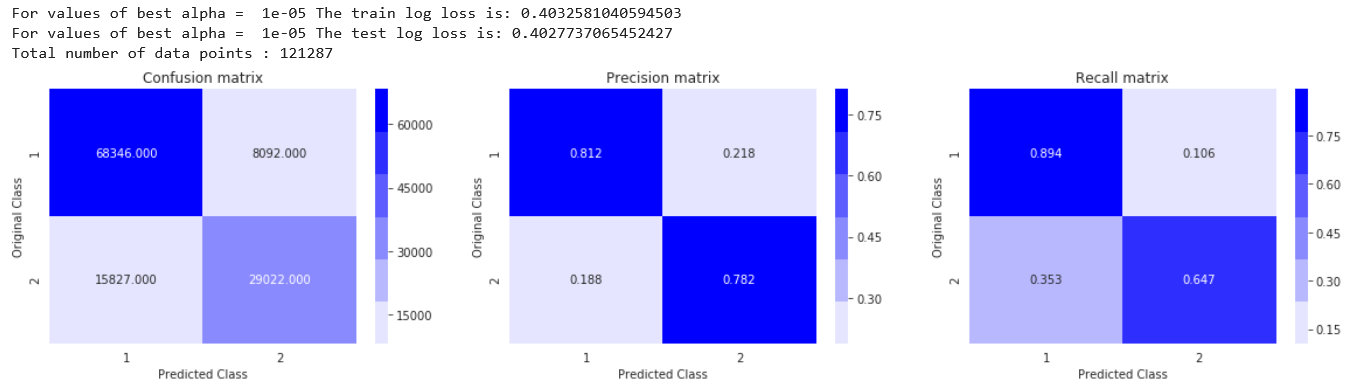 For values of best alpha =  1e-05 The train log loss is: 0.4032581040594503
For values of best alpha =  1e-05 The test log loss is: 0.4027737065452427
Total number of data points : 121287
Confusion matrix
68346.000 8092.000
15827.000 29022.000
1
2
Original Class
1 2
Predicted Class
60000
45000
30000
15000
Precision matrix
0.812 0.218
0.188 0.782
1
2
Original Class
1 2
Predicted Class
0.75
0.60
0.45
0.30
Recall matrix
0.894 0.106
0.353 0.647
1
2
Original Class
1 2
Predicted Class
0.75
0.60
0.45
0.30
0.15